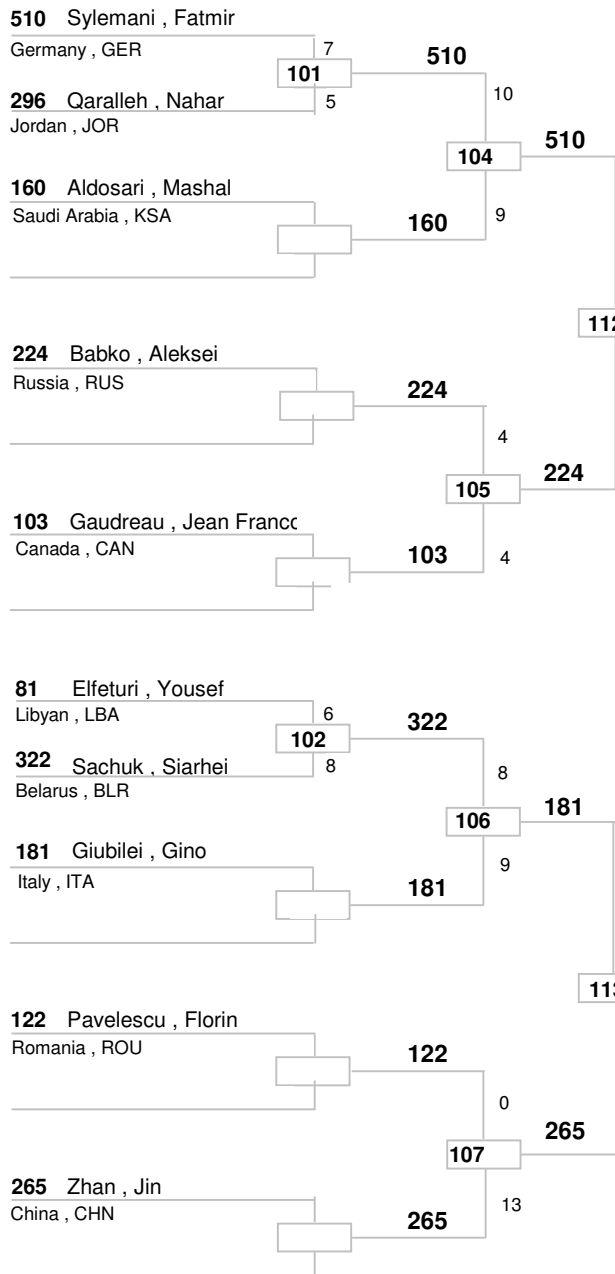 510 Sylemani , Fatmir
Germany , GER
7
510
101
296 Qaralleh , Nahar
5
10
Jordan , JOR
510
104
160 Aldosari , Mashal
Saudi Arabia , KSA
160
9
112
224 Babko , Aleksei
Russia , RUS
224
4
224
105
103 Gaudreau , Jean Franco
Canada , CAN
103
4
81 Elfeturi , Yousef
Libyan , LBA
6
322
102
322 Sachuk , Siarhei
8
8
Belarus , BLR
181
106
181 Giubilei , Gino
Italy , ITA
181
9
113
122 Pavelescu , Florin
Romania , ROU
122
0
265
107
265 Zhan , Jin
China , CHN
265
13